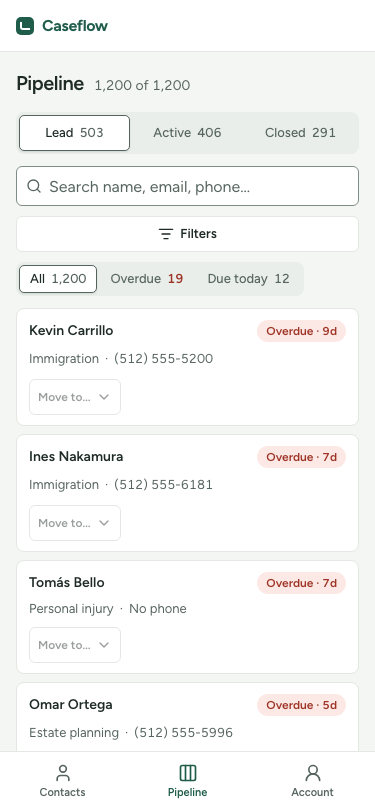 Caseflow
Pipeline 1,200 of 1,200
Lead 503 Active 406 Closed 291
Search name, email, phone...
Filters
All 1,200 Overdue 19 Due today 12
Kevin Carrillo Overdue · 9d
Immigration · (512) 555-5200
Move to...
Ines Nakamura Overdue · 7d
Immigration · (512) 555-6181
Move to...
Tomás Bello Overdue · 7d
Personal injury · No phone
Move to...
Omar Ortega Overdue · 5d
Estate planning · (512) 555-5996
Contacts Pipeline Account